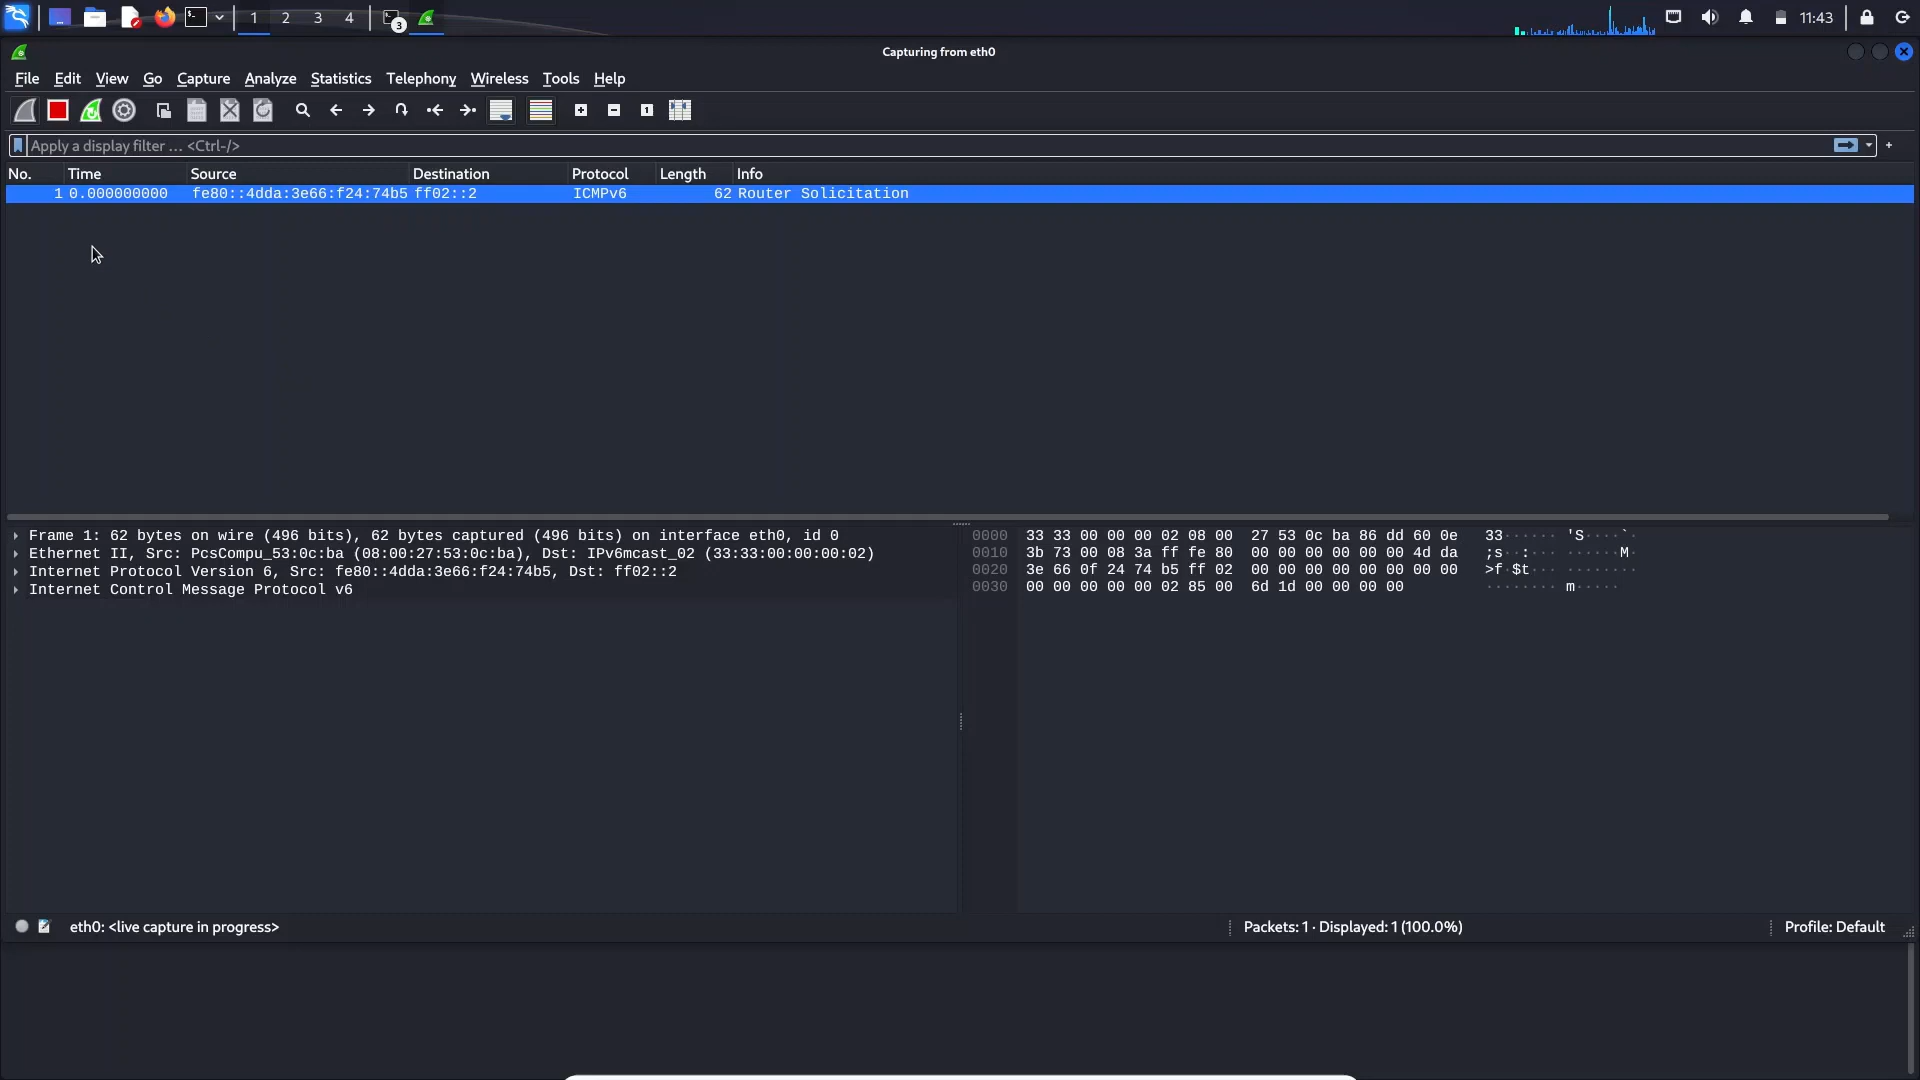 1 2 3 4 3 11:43
Capturing from eth0
File Edit View Go Capture Analyze Statistics Telephony Wireless Tools Help
Apply a display filter … <Ctrl-/>
No. Time Source Destination Protocol Length Info
1 0.000000000 fe80::4dda:3e66:f24:74b5 ff02::2 ICMPv6 62 Router Solicitation
Frame 1: 62 bytes on wire (496 bits), 62 bytes captured (496 bits) on interface eth0, id 0
Ethernet II, Src: PcsCompu_53:0c:ba (08:00:27:53:0c:ba), Dst: IPv6mcast_02 (33:33:00:00:00:02)
Internet Protocol Version 6, Src: fe80::4dda:3e66:f24:74b5, Dst: ff02::2
Internet Control Message Protocol v6
0000 33 33 00 00 00 02 08 00 27 53 0c ba 86 dd 60 0e 33······ 'S····`·
0010 3b 73 00 08 3a ff fe 80 00 00 00 00 00 00 4d da ;s··:··· ······M·
0020 3e 66 0f 24 74 b5 ff 02 00 00 00 00 00 00 00 00 >f·$t··· ········
0030 00 00 00 00 00 02 85 00 6d 1d 00 00 00 00 ········ m·····
eth0: <live capture in progress> Packets: 1 · Displayed: 1 (100.0%) Profile: Default